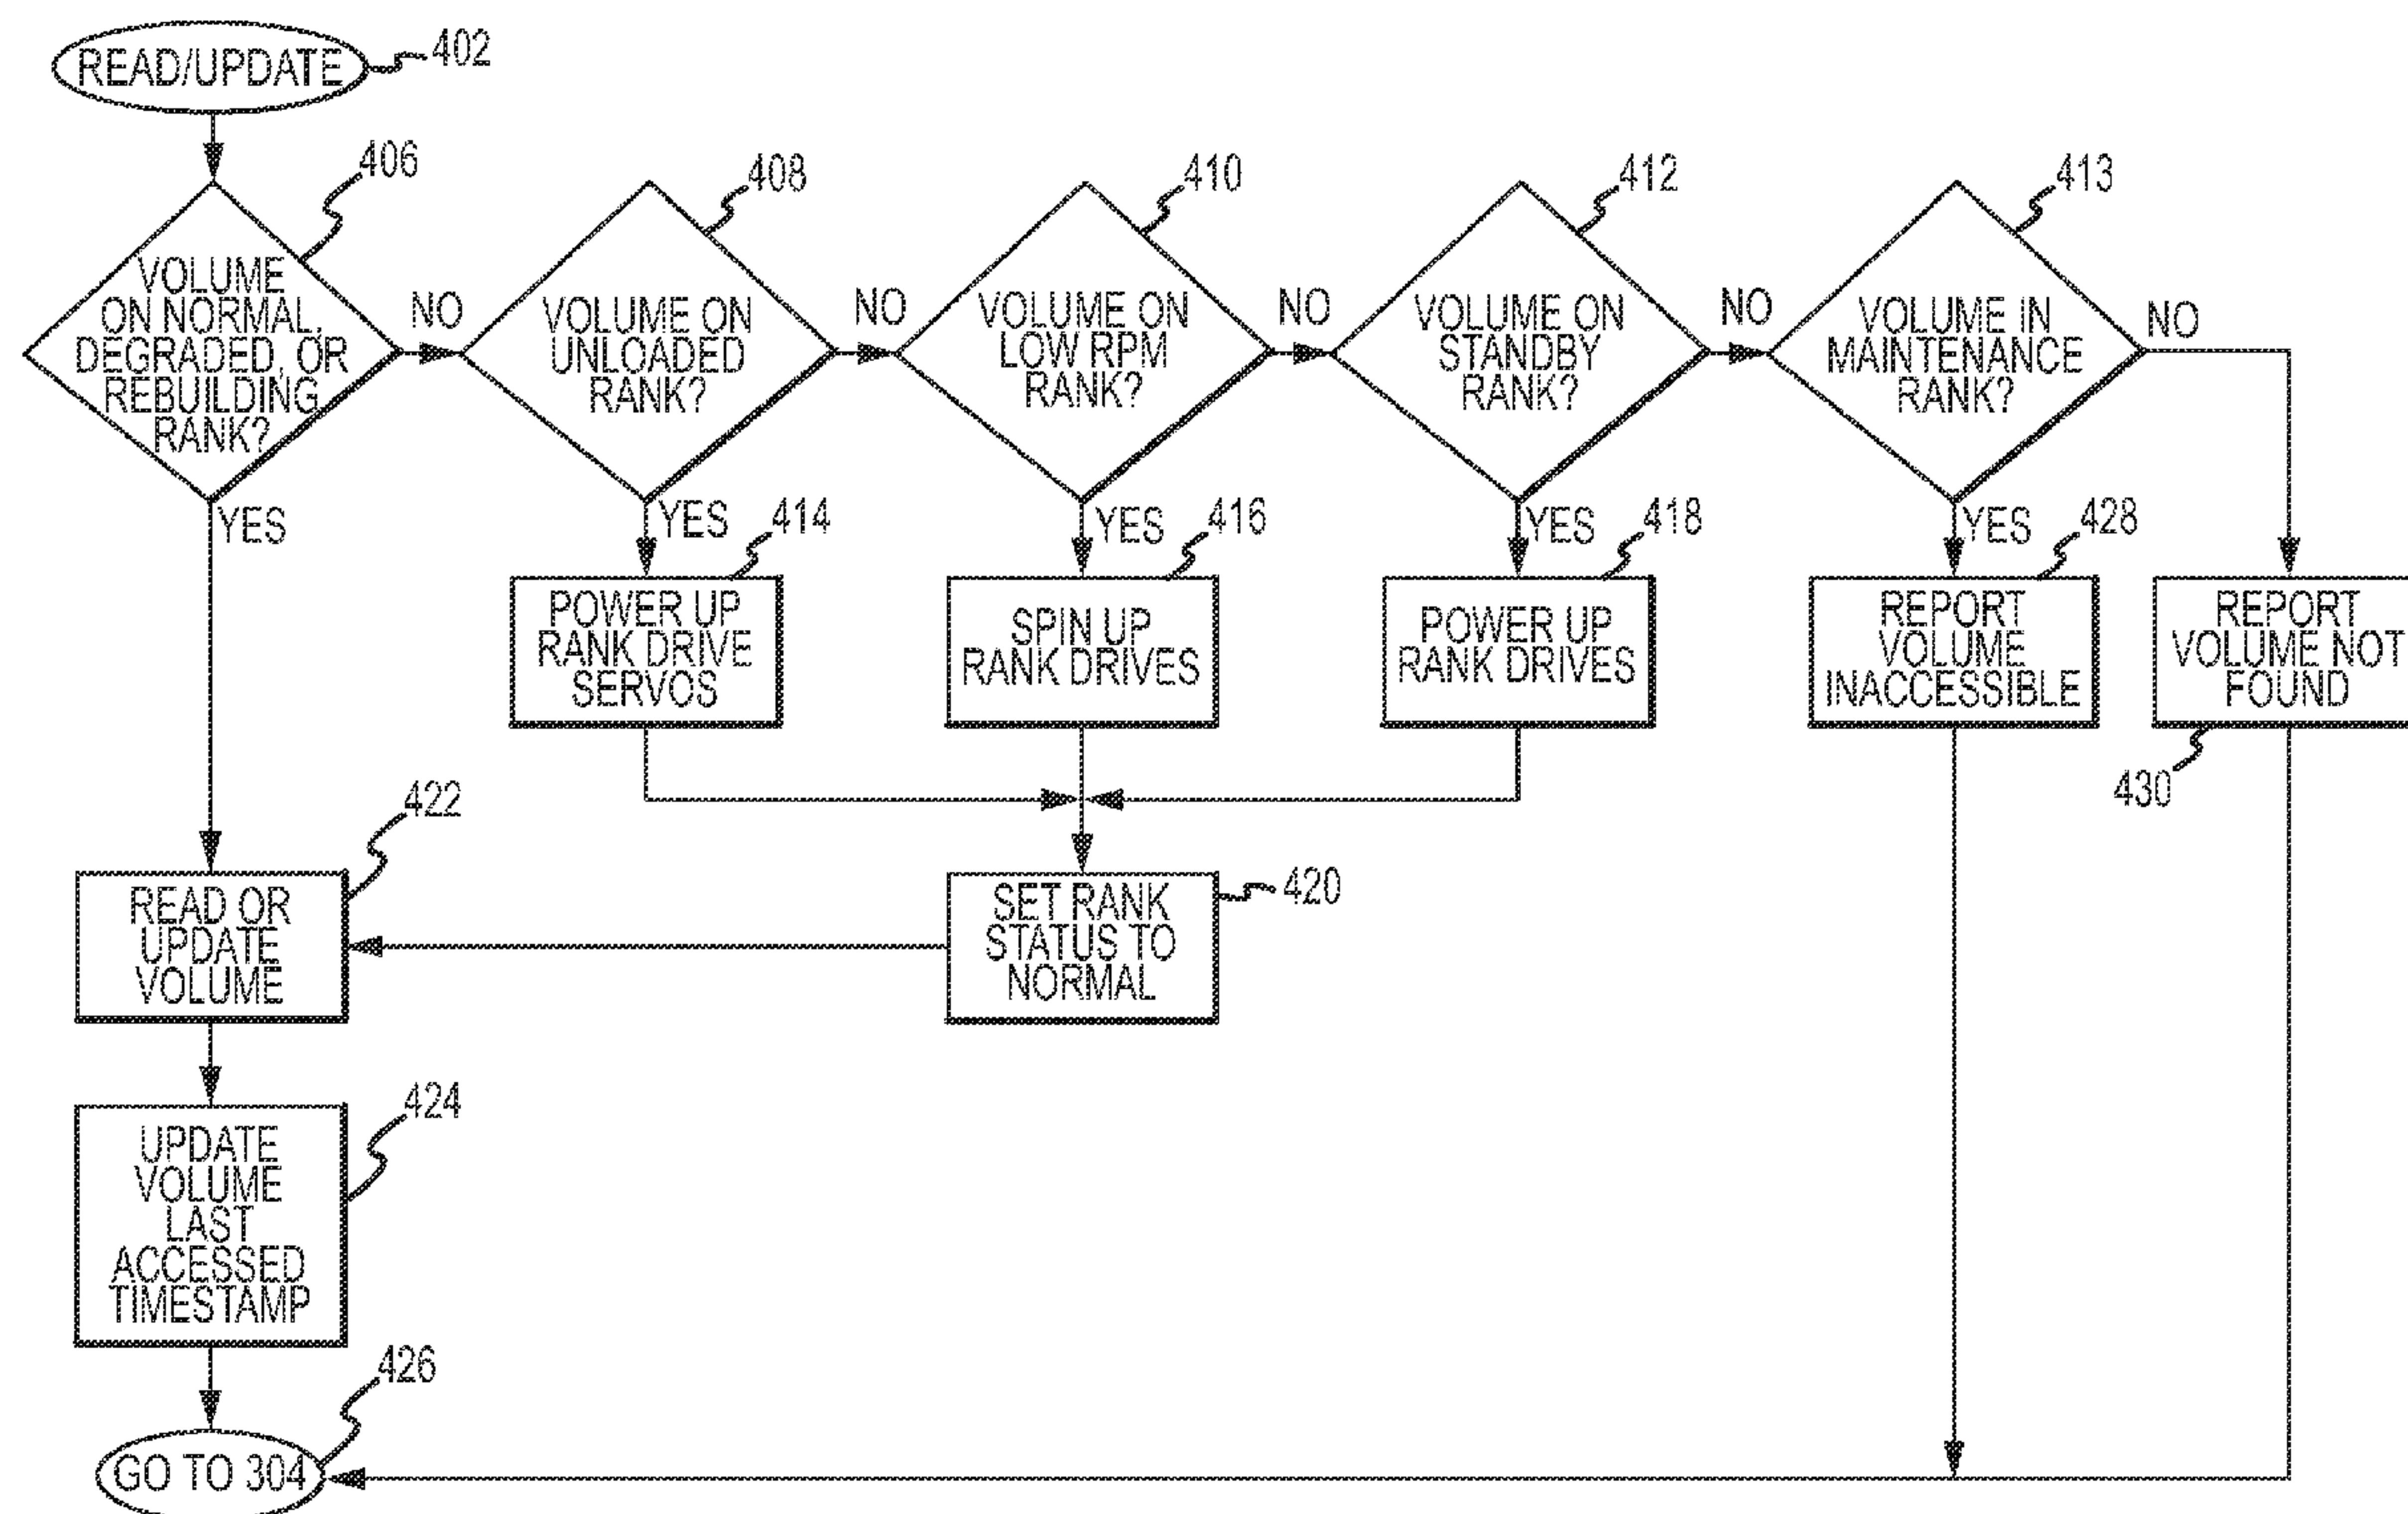 READ/UPDATE
402
406
408
410
412
413
VOLUME
ON NORMAL,
DEGRADED, OR
REBUILDING
RANK?
NO
VOLUME ON
UNLOADED
RANK?
NO
VOLUME ON
LOW RPM
RANK?
NO
VOLUME ON
STANDBY
RANK?
NO
VOLUME IN
MAINTENANCE
RANK?
NO
YES
YES
414
YES
416
YES
418
YES
428
POWER UP
RANK DRIVE
SERVOS
SPIN UP
RANK DRIVES
POWER UP
RANK DRIVES
REPORT
VOLUME
INACCESSIBLE
REPORT
VOLUME NOT
FOUND
430
422
READ OR
UPDATE
VOLUME
SET RANK
STATUS TO
NORMAL
420
424
UPDATE
VOLUME
LAST
ACCESSED
TIMESTAMP
426
GO TO 304